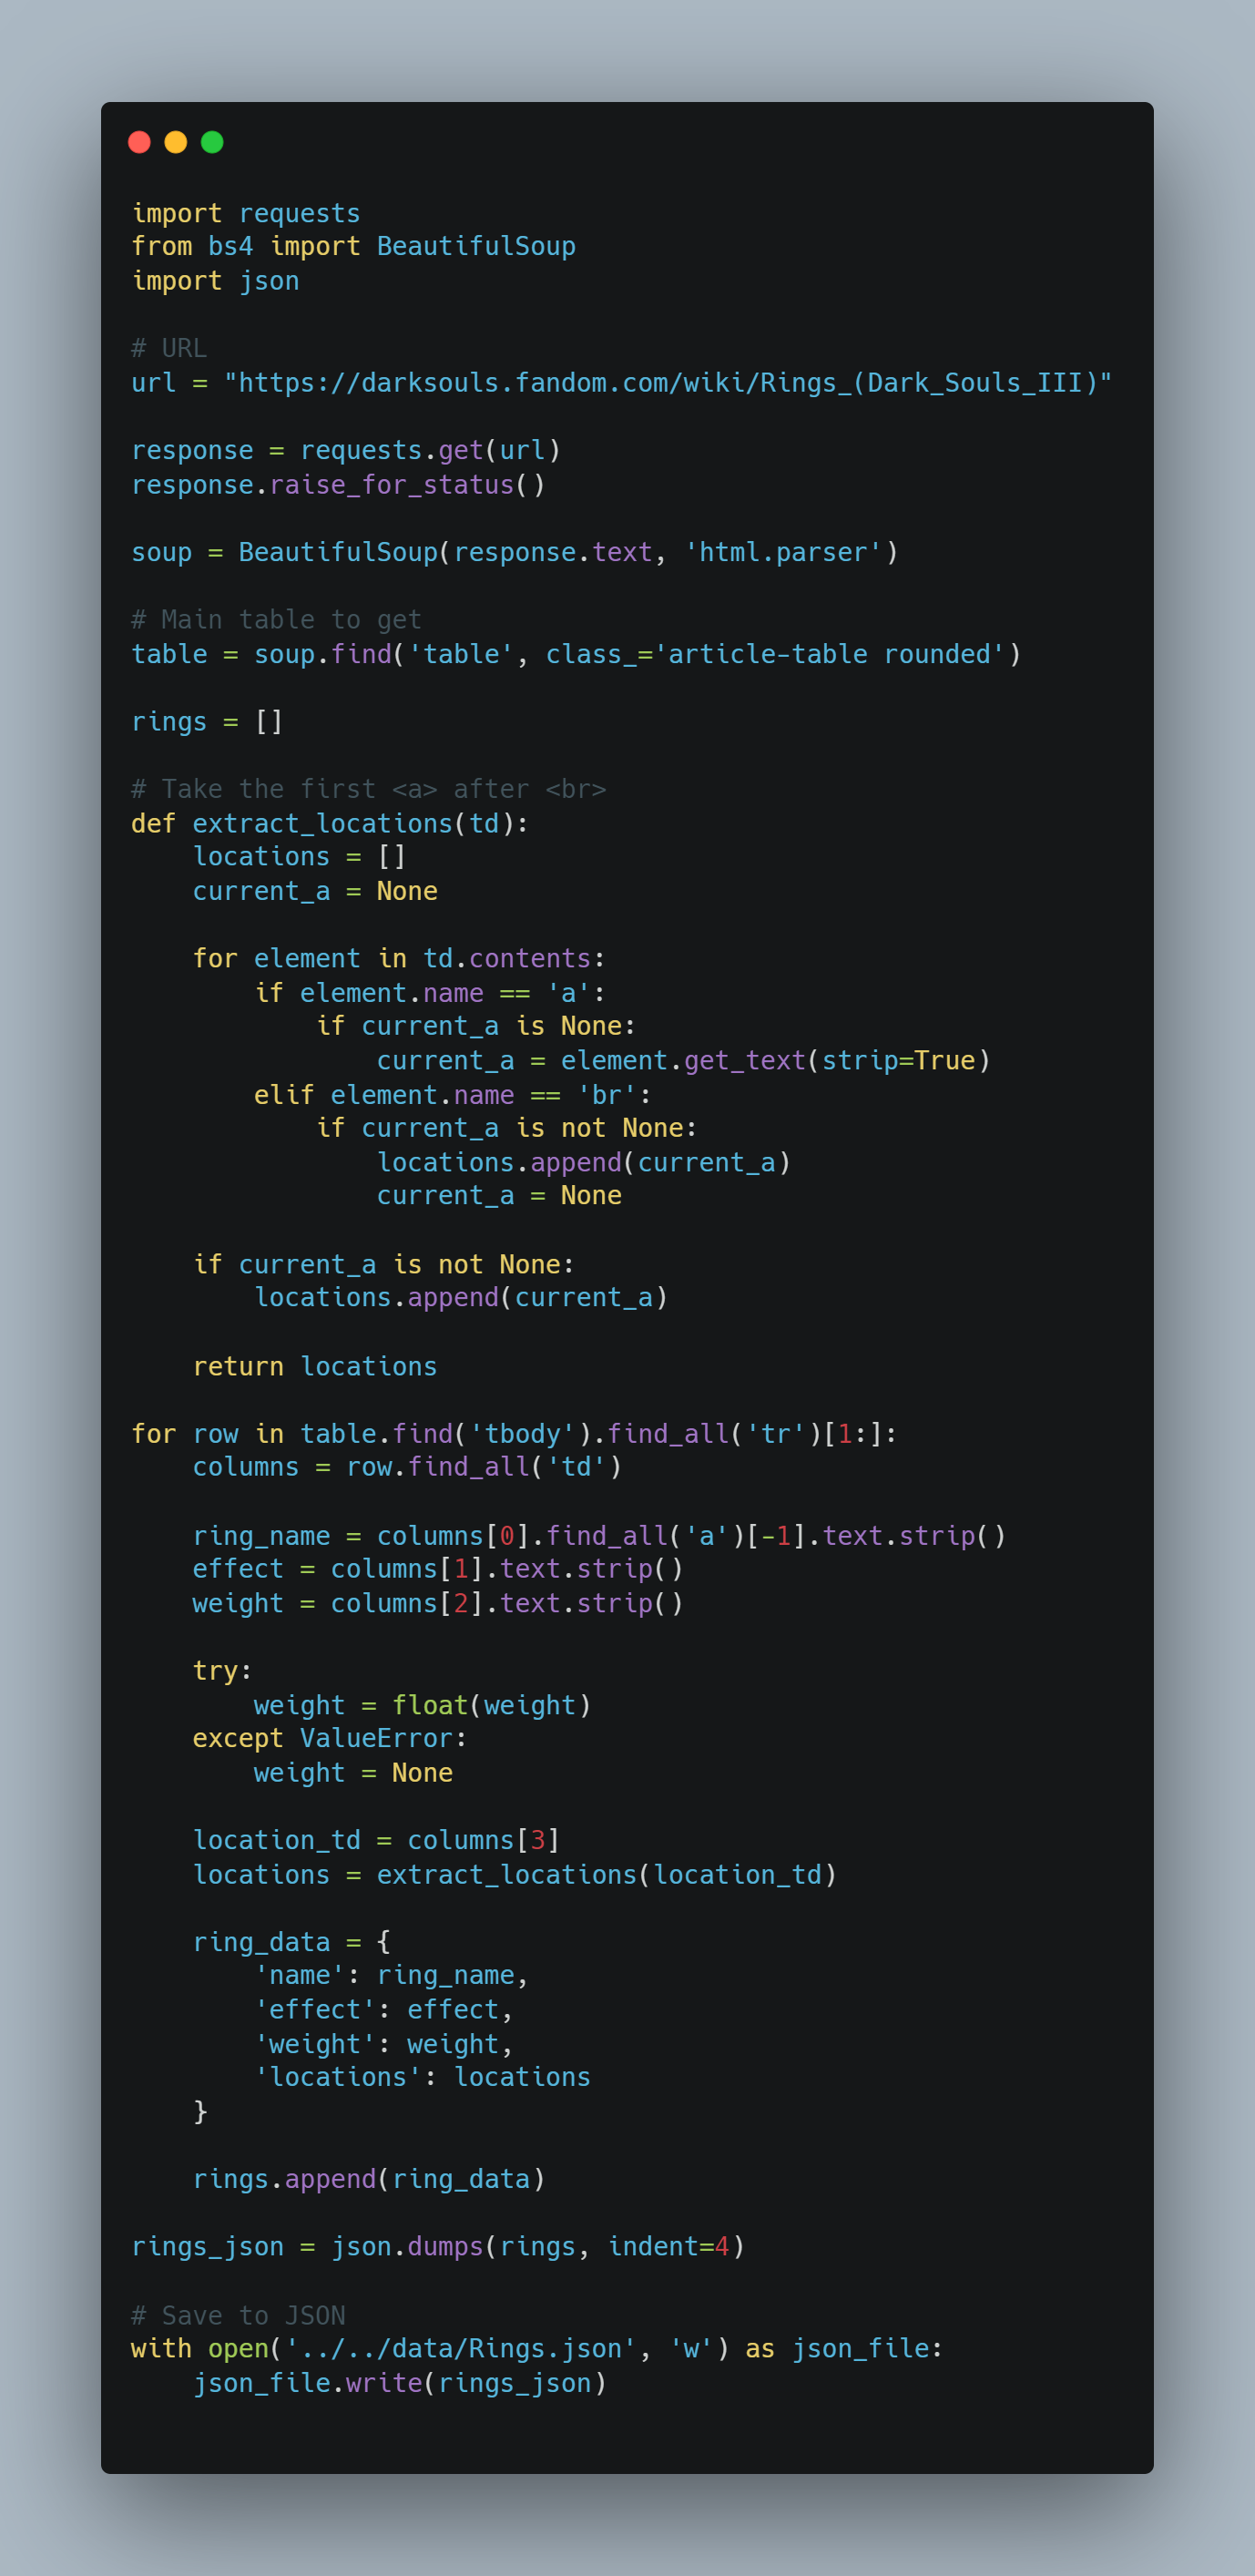 import requests
from bs4 import BeautifulSoup
import json

# URL
url = "https://darksouls.fandom.com/wiki/Rings_(Dark_Souls_III)"

response = requests.get(url)
response.raise_for_status()

soup = BeautifulSoup(response.text, 'html.parser')

# Main table to get
table = soup.find('table', class_='article-table rounded')

rings = []

# Take the first <a> after <br>
def extract_locations(td):
    locations = []
    current_a = None

    for element in td.contents:
        if element.name == 'a':
            if current_a is None:
                current_a = element.get_text(strip=True)
        elif element.name == 'br':
            if current_a is not None:
                locations.append(current_a)
                current_a = None

    if current_a is not None:
        locations.append(current_a)

    return locations

for row in table.find('tbody').find_all('tr')[1:]:
    columns = row.find_all('td')

    ring_name = columns[0].find_all('a')[-1].text.strip()
    effect = columns[1].text.strip()
    weight = columns[2].text.strip()

    try:
        weight = float(weight)
    except ValueError:
        weight = None

    location_td = columns[3]
    locations = extract_locations(location_td)

    ring_data = {
        'name': ring_name,
        'effect': effect,
        'weight': weight,
        'locations': locations
    }

    rings.append(ring_data)

rings_json = json.dumps(rings, indent=4)

# Save to JSON
with open('../../data/Rings.json', 'w') as json_file:
    json_file.write(rings_json)